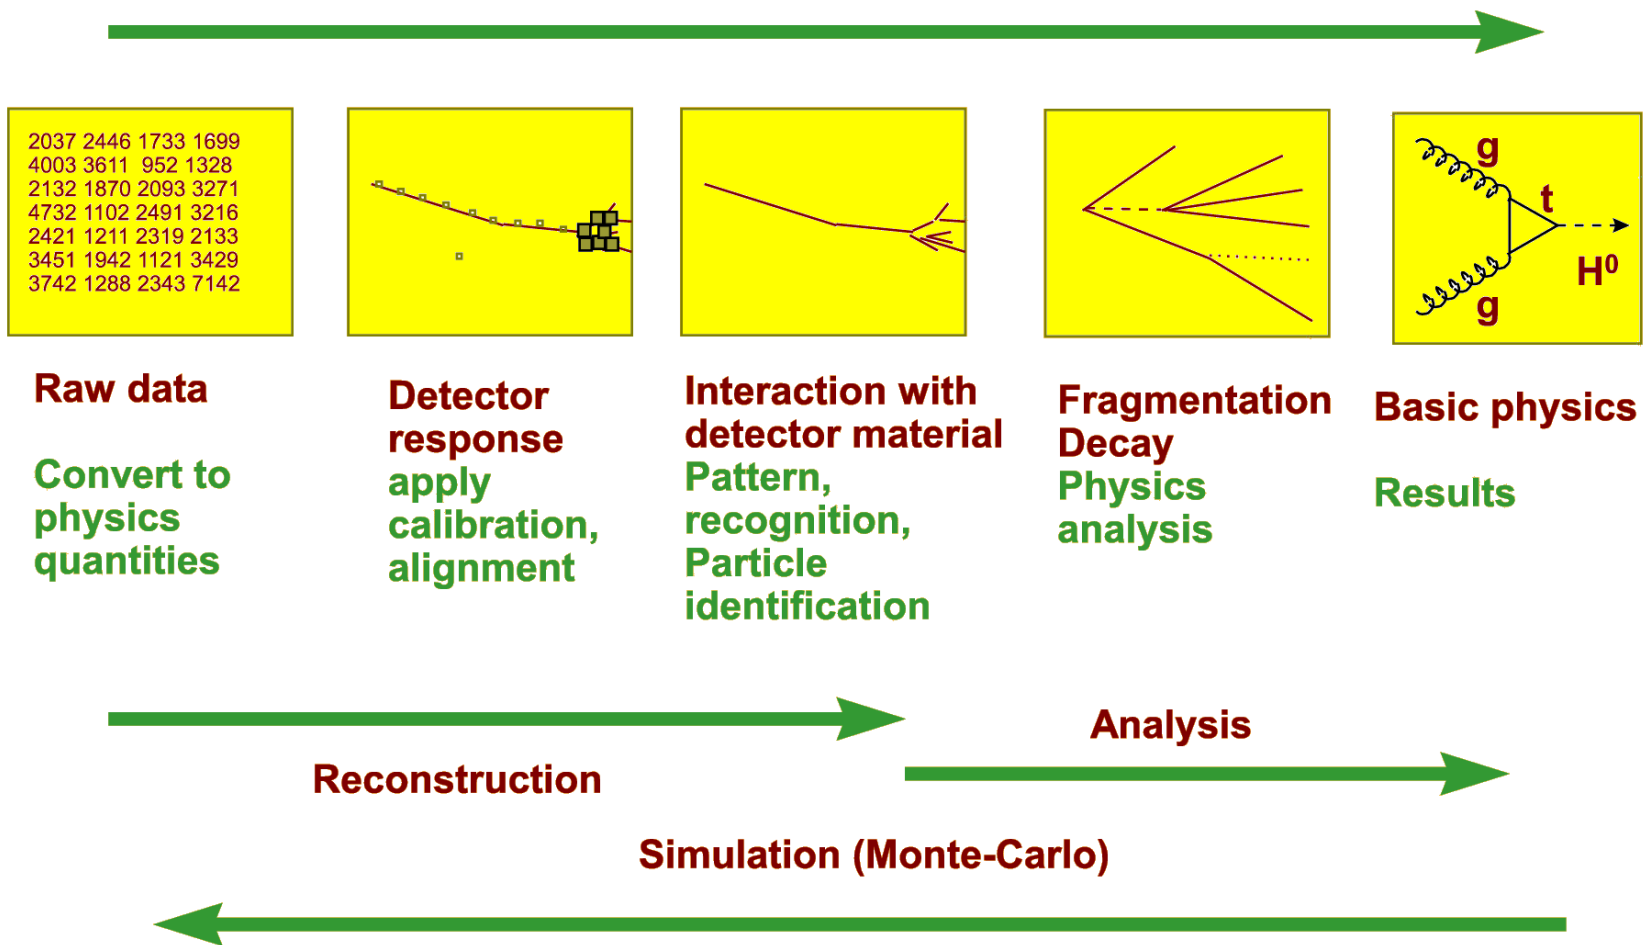 2037 2446 1733 1699
4003 3611 952 1328
2132 1870 2093 3271
4732 1102 2491 3216
2421 1211 2319 2133
3451 1942 1121 3429
3742 1288 2343 7142
g
t
H⁰
g
Raw data
Convert to
physics
quantities
Detector
response
apply
calibration,
alignment
Interaction with
detector material
Pattern,
recognition,
Particle
identification
Fragmentation
Decay
Physics
analysis
Basic physics
Results
Reconstruction
Analysis
Simulation (Monte-Carlo)